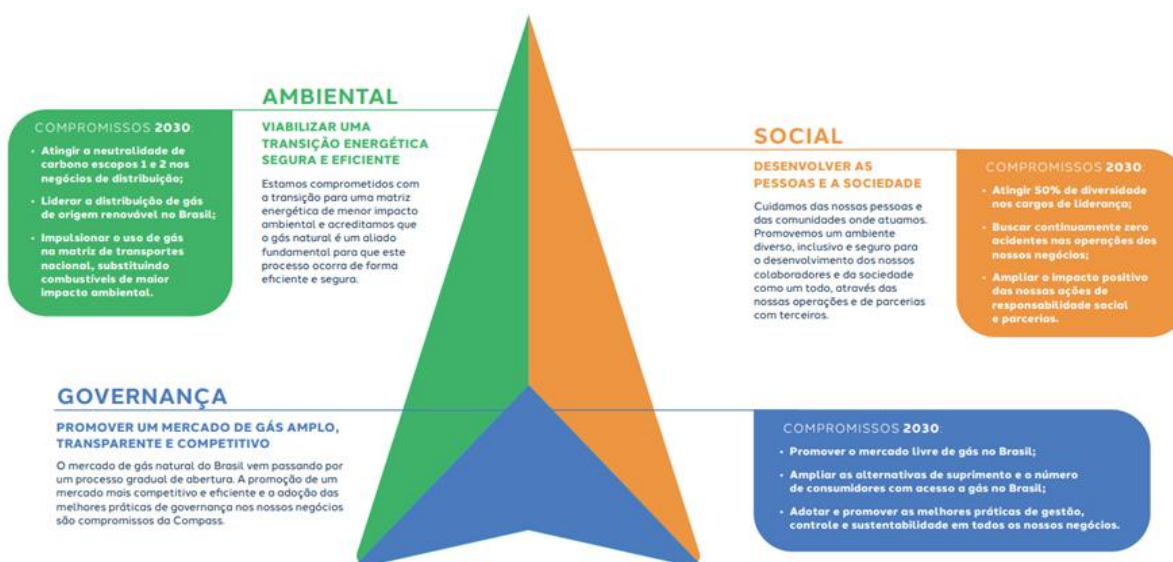 AMBIENTAL
COMPROMISSOS 2030:
• Atingir a neutralidade de
carbono escopos 1 e 2 nos
negócios de distribuição;
• Liderar a distribuição de gás
de origem renovável no Brasil;
• Impulsionar o uso de gás
na matriz de transportes
nacional, substituindo
combustíveis de maior
impacto ambiental.
VIABILIZAR UMA
TRANSIÇÃO ENERGÉTICA
SEGURA E EFICIENTE
Estamos comprometidos com
a transição para uma matriz
energética de menor impacto
ambiental e acreditamos que
o gás natural é um aliado
fundamental para que este
processo ocorra de forma
eficiente e segura.
SOCIAL
DESENVOLVER AS
PESSOAS E A SOCIEDADE
Cuidamos das nossas pessoas e
das comunidades onde atuamos.
Promovemos um ambiente
diverso, inclusivo e seguro para
o desenvolvimento dos nossos
colaboradores e da sociedade
como um todo, através das
nossas operações e de parcerias
com terceiros.
COMPROMISSOS 2030:
• Atingir 50% de diversidade
nos cargos de liderança;
• Buscar continuamente zero
acidentes nas operações dos
nossos negócios;
• Ampliar o impacto positivo
das nossas ações de
responsabilidade social
e parcerias.
GOVERNANÇA
PROMOVER UM MERCADO DE GÁS AMPLO,
TRANSPARENTE E COMPETITIVO
O mercado de gás natural do Brasil vem passando por
um processo gradual de abertura. A promoção de um
mercado mais competitivo e eficiente e a adoção das
melhores práticas de governança nos nossos negócios
são compromissos da Compass.
COMPROMISSOS 2030:
• Promover o mercado livre de gás no Brasil;
• Ampliar as alternativas de suprimento e o número
de consumidores com acesso a gás no Brasil;
• Adotar e promover as melhores práticas de gestão,
controle e sustentabilidade em todos os nossos negócios.